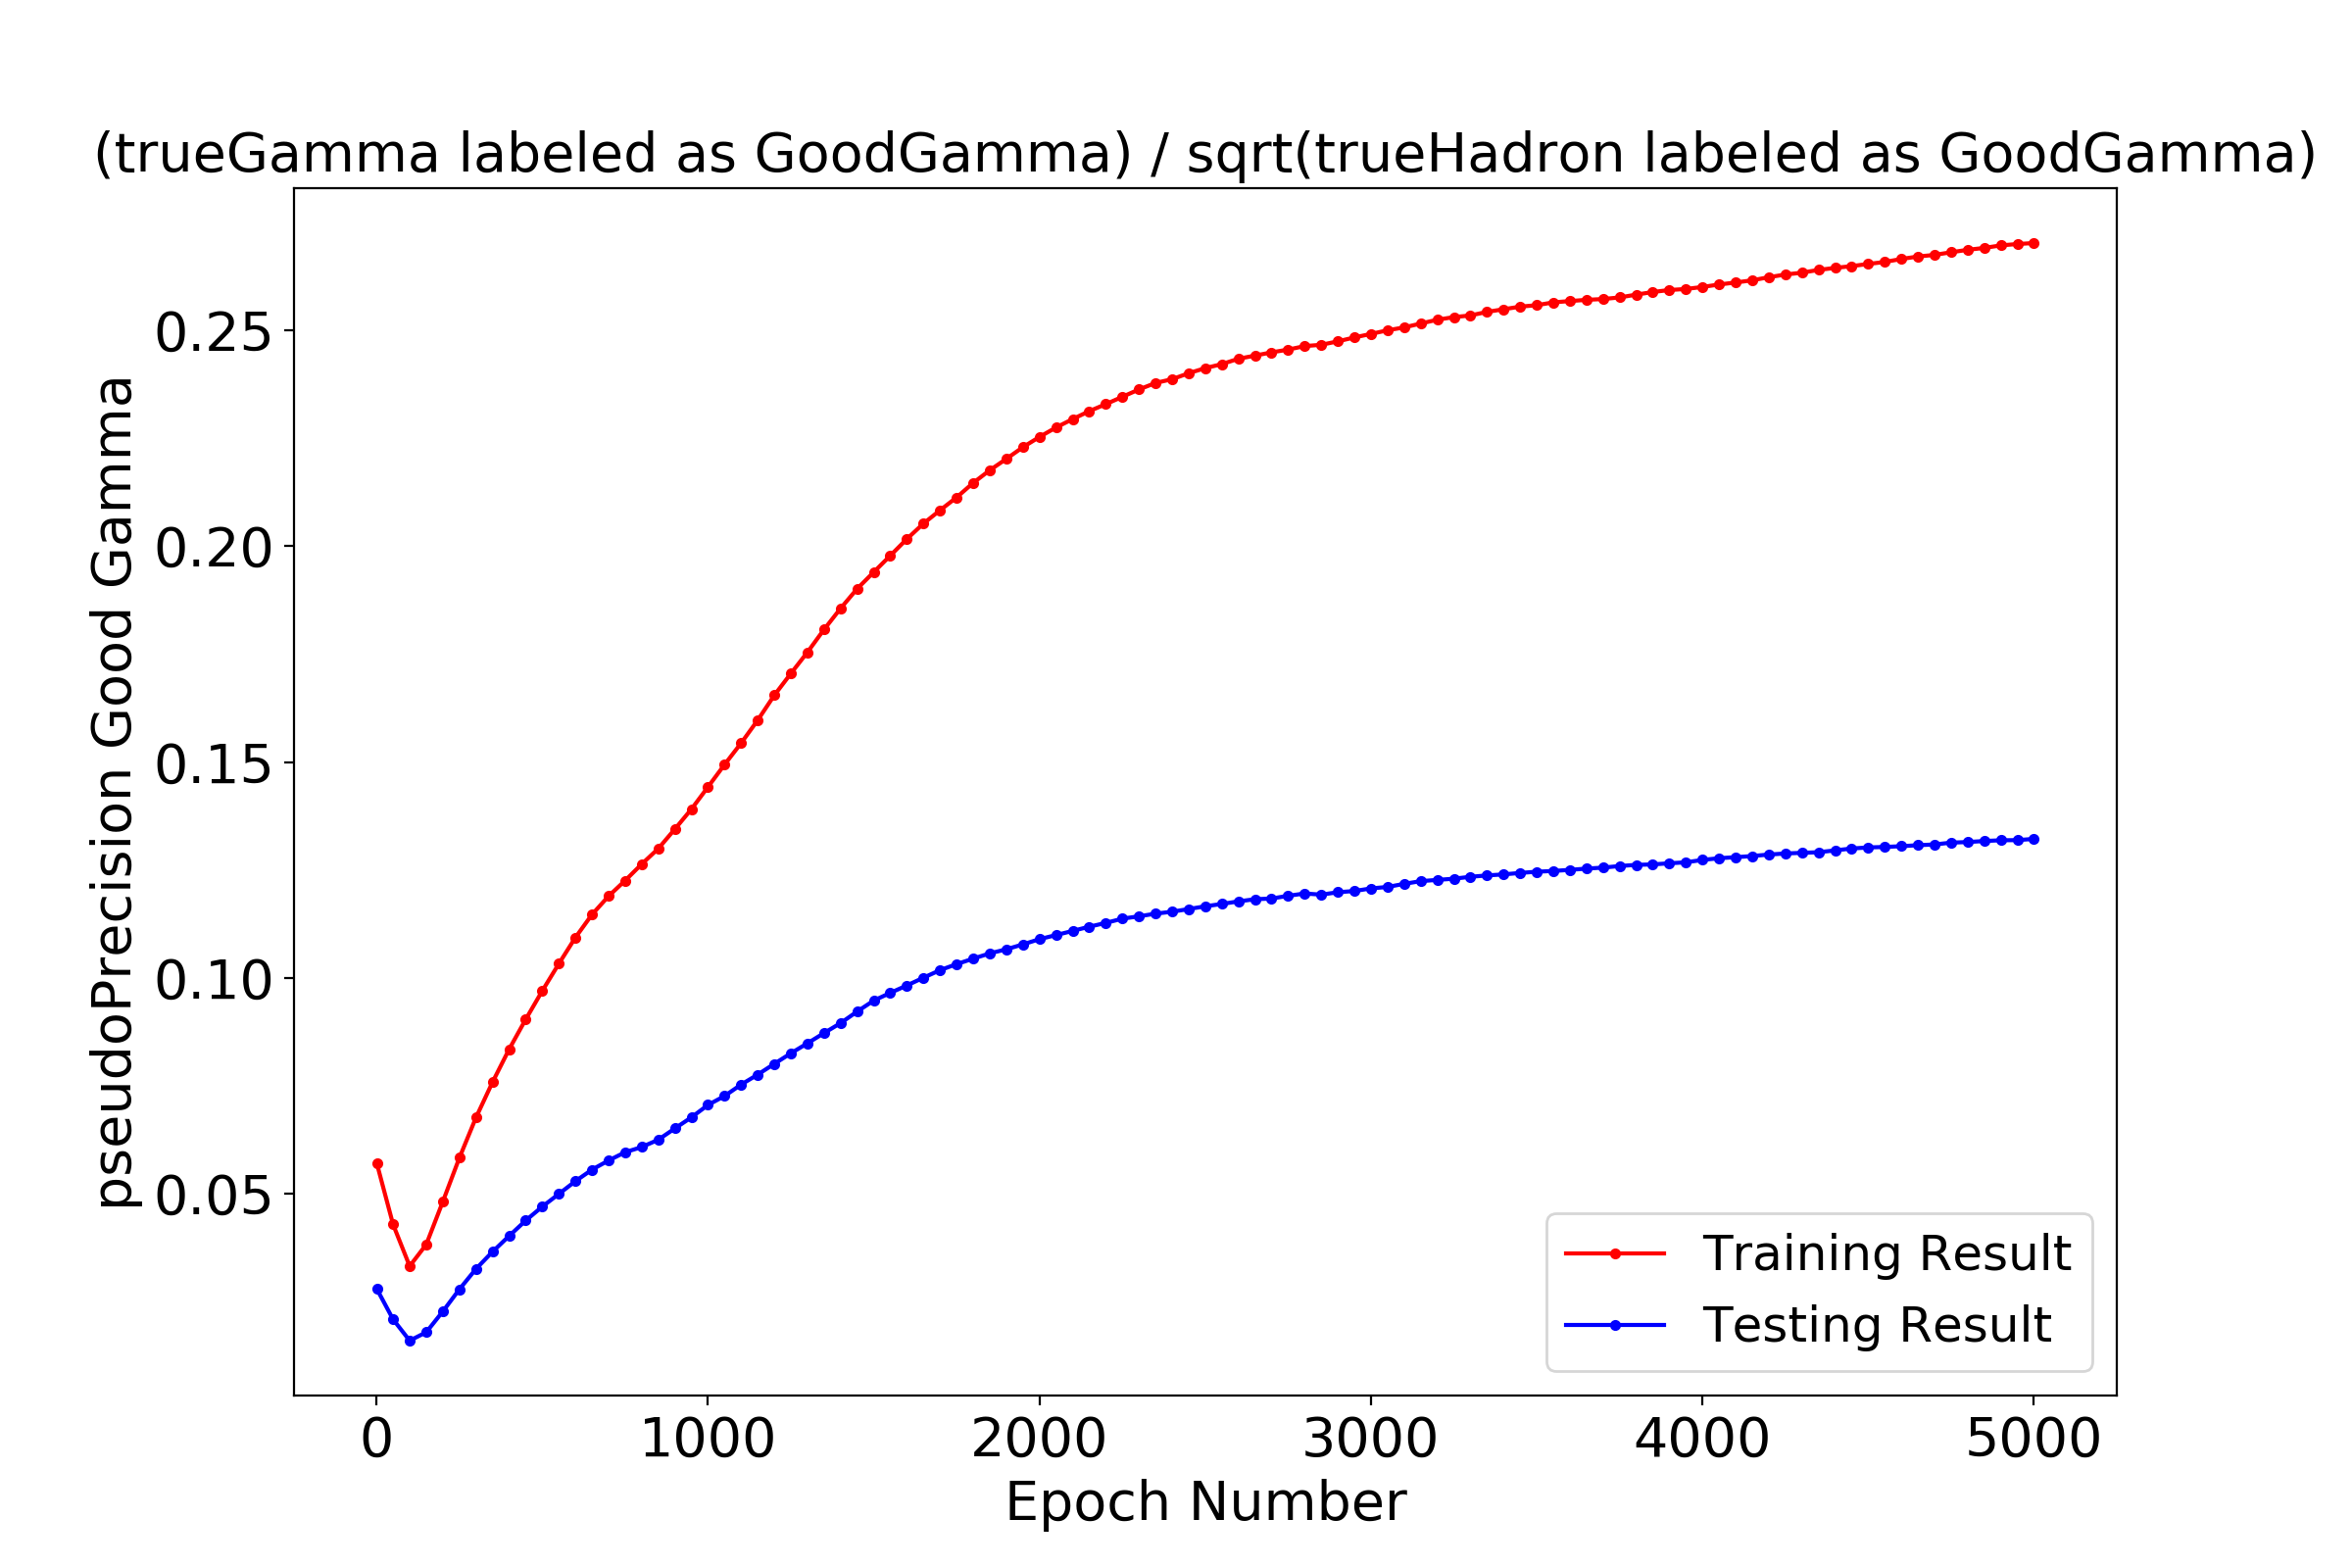 (trueGamma labeled as GoodGamma) / sqrt(trueHadron labeled as GoodGamma)
pseudoPrecision Good Gamma
0.25
0.20
0.15
0.10
0.05
Training Result
Testing Result
0 1000 2000 3000 4000 5000
Epoch Number